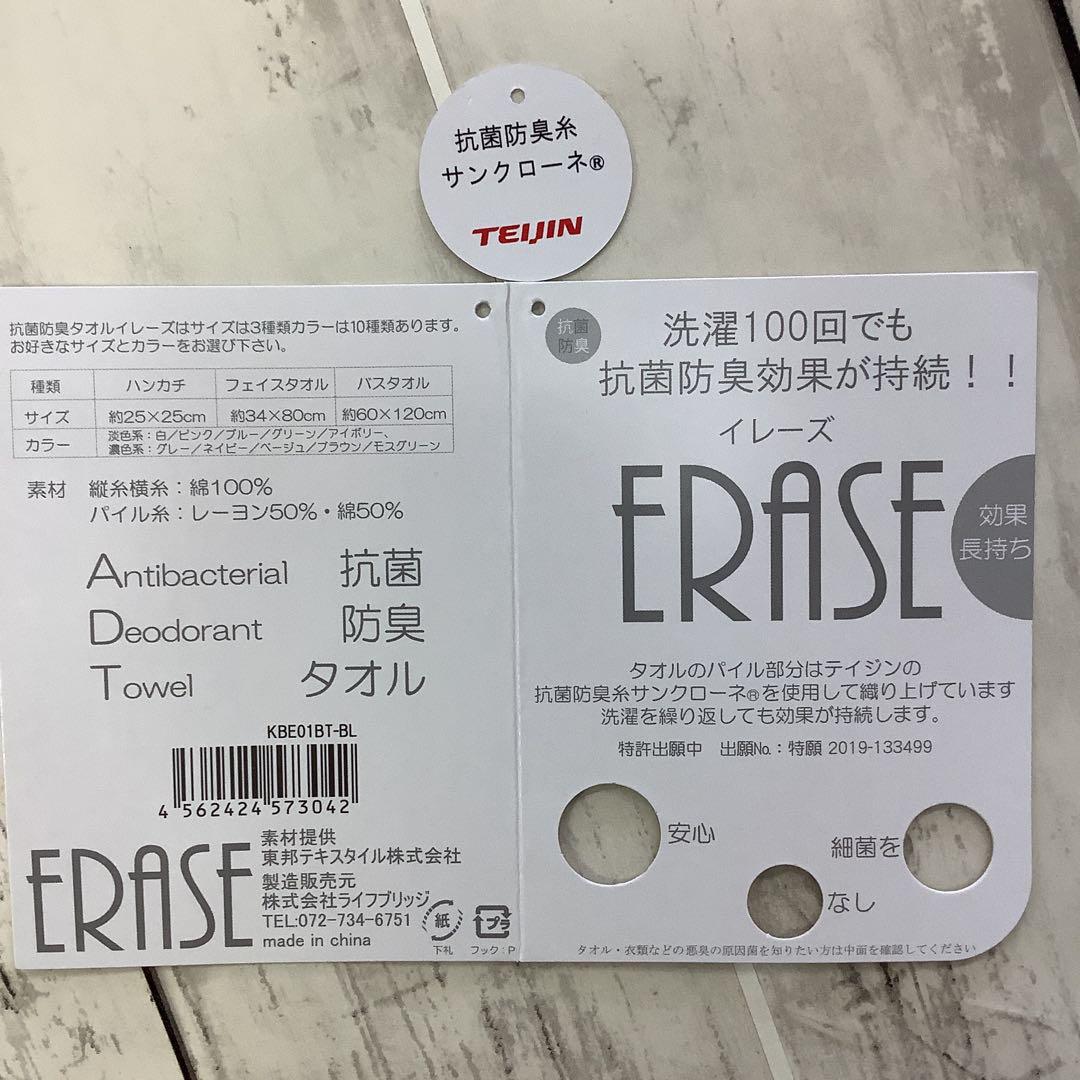 抗菌防臭糸
サンクローネ®
TEIJIN
抗菌防臭タオルイレーズはサイズは3種類カラーは10種類あります。
お好きなサイズとカラーをお選び下さい。
種類 ハンカチ フェイスタオル バスタオル
サイズ 約25×25cm 約34×80cm 約60×120cm
カラー 淡色系：白／ピンク／ブルー／グリーン／アイボリー、
濃色系：グレー／ネイビー／ベージュ／ブラウン／モスグリーン
素材 縦糸横糸：綿100%
パイル糸：レーヨン50%・綿50%
Antibacterial 抗菌
Deodorant 防臭
Towel タオル
KBE01BT-BL
4 562424 573042
ERASE
素材提供
東邦テキスタイル株式会社
製造販売元
株式会社ライフブリッジ
TEL:072-734-6751
made in china
紙
下札
プラ
フック：P
抗菌
防臭
洗濯100回でも
抗菌防臭効果が持続！！
イレーズ
ERASE
効果
長持ち
タオルのパイル部分はテイジンの
抗菌防臭糸サンクローネ®を使用して織り上げています
洗濯を繰り返しても効果が持続します。
特許出願中 出願No.：特願 2019-133499
安心
細菌を
なし
タオル・衣類などの悪臭の原因菌を知りたい方は中面を確認してください